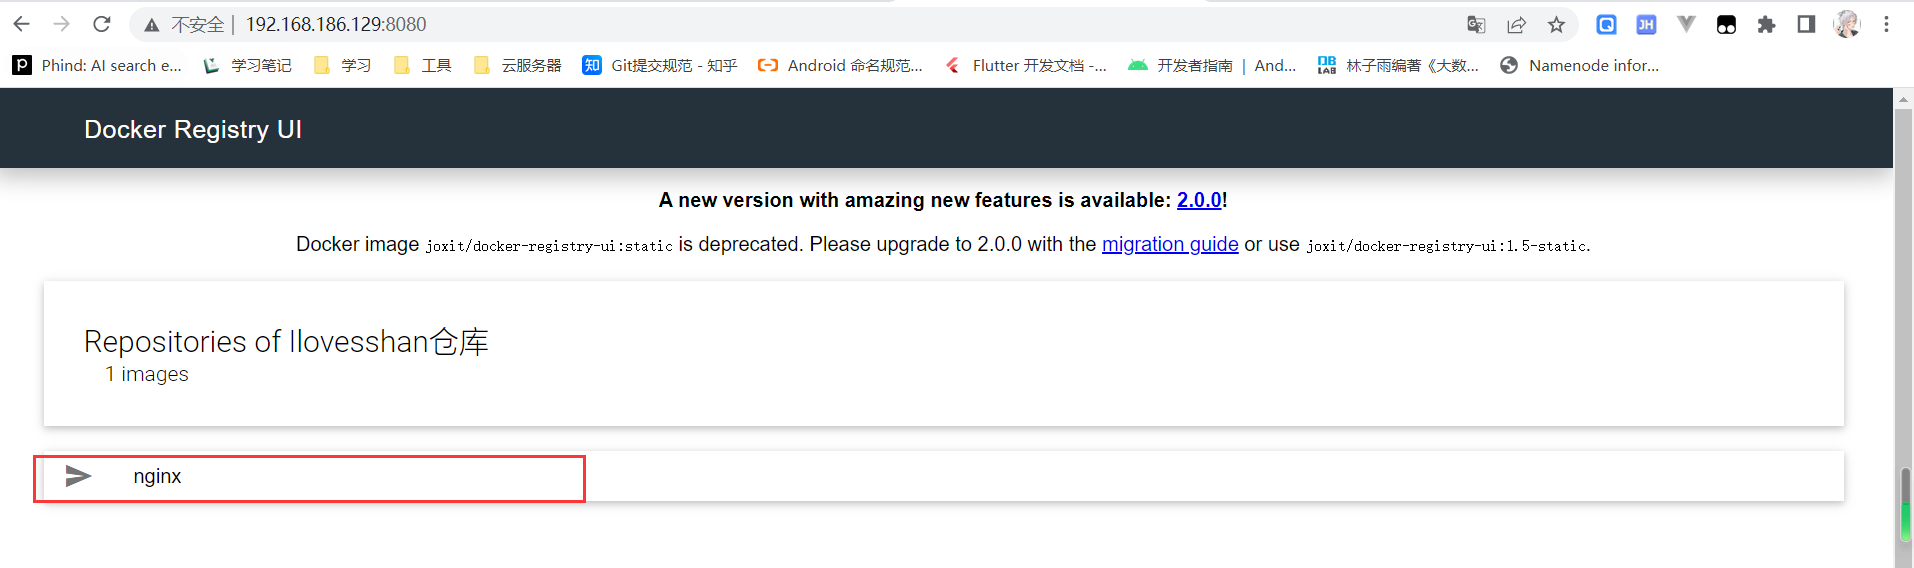 不安全 | 192.168.186.129:8080
Phind: AI search e... 学习笔记 学习 工具 云服务器 知 Git提交规范 - 知乎 Android 命名规范... Flutter 开发文档 -... 开发者指南 | And... DB LAB 林子雨编著《大数... Namenode infor...
Docker Registry UI
A new version with amazing new features is available: 2.0.0!
Docker image joxit/docker-registry-ui:static is deprecated. Please upgrade to 2.0.0 with the migration guide or use joxit/docker-registry-ui:1.5-static.
Repositories of Ilovesshan仓库
1 images
nginx